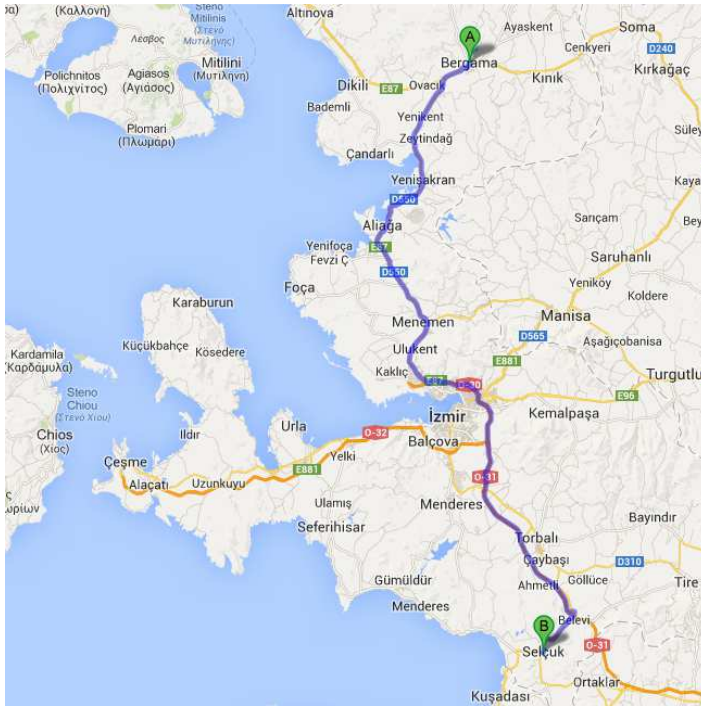 Καλλονή)
(Καλλονή)
Steno
Mitilinis
(Στενό
Μυτιλήνης)
Altınova
Ayaskent
Soma
A
Λέσβος
Mitilini
(Μυτιλήνη)
Cenkyeri
D240
Bergama
Kırkağaç
Polichnitos
(Πολιχνίτος)
Agiasos
(Αγιάσος)
Dikili
E87
Ovacık
Kınık
Bademli
Plomari
(Πλωμάρι)
Yenikent
Zeytindağ
Süley
Çandarlı
Yenişakran
Kaya
D550
Aliağa
Sarıçam
Bey
Yenifoça
Fevzi Ç
E87
Saruhanlı
D550
Yeniköy
Foça
Koldere
Karaburun
Manisa
Menemen
Küçükbahçe
Kösedere
D565
Aşağıçobanisa
Ulukent
Kardamila
(Καρδάμυλα)
Kaklıç
E881
Turgutlu
E87
E96
Steno
Chiou
(Στενό Χίου)
İzmir
Kemalpaşa
Chios
(Χίος)
Ildır
Urla
O-32
Balçova
Yelki
Çeşme
E881
Alaçatı
Uzunkuyu
O-31
Ulamış
Menderes
Seferihisar
Bayındır
Torbalı
Çaybaşı
D310
Gümüldür
Ahmetli
Göllüce
Tire
Menderes
Belevi
B
O-31
Selçuk
Ortaklar
Kuşadası